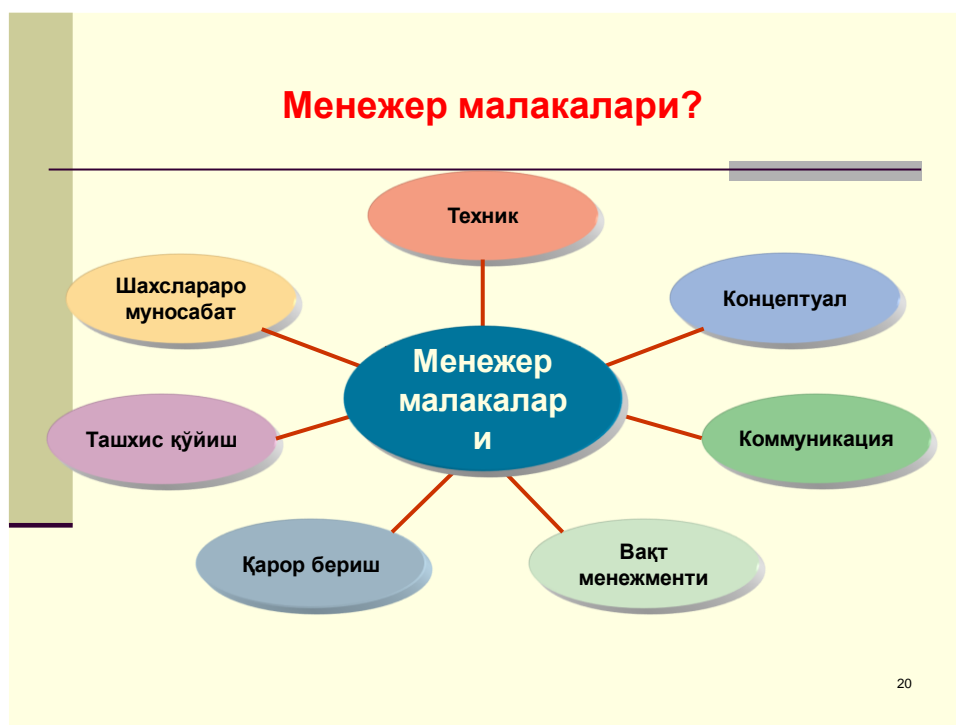 Менежер малакалари?
Техник
Шахслараро
муносабат
Концептуал
Менежер
малакалар
и
Ташхис қўйиш
Коммуникация
Қарор бериш
Вақт
менежменти
20